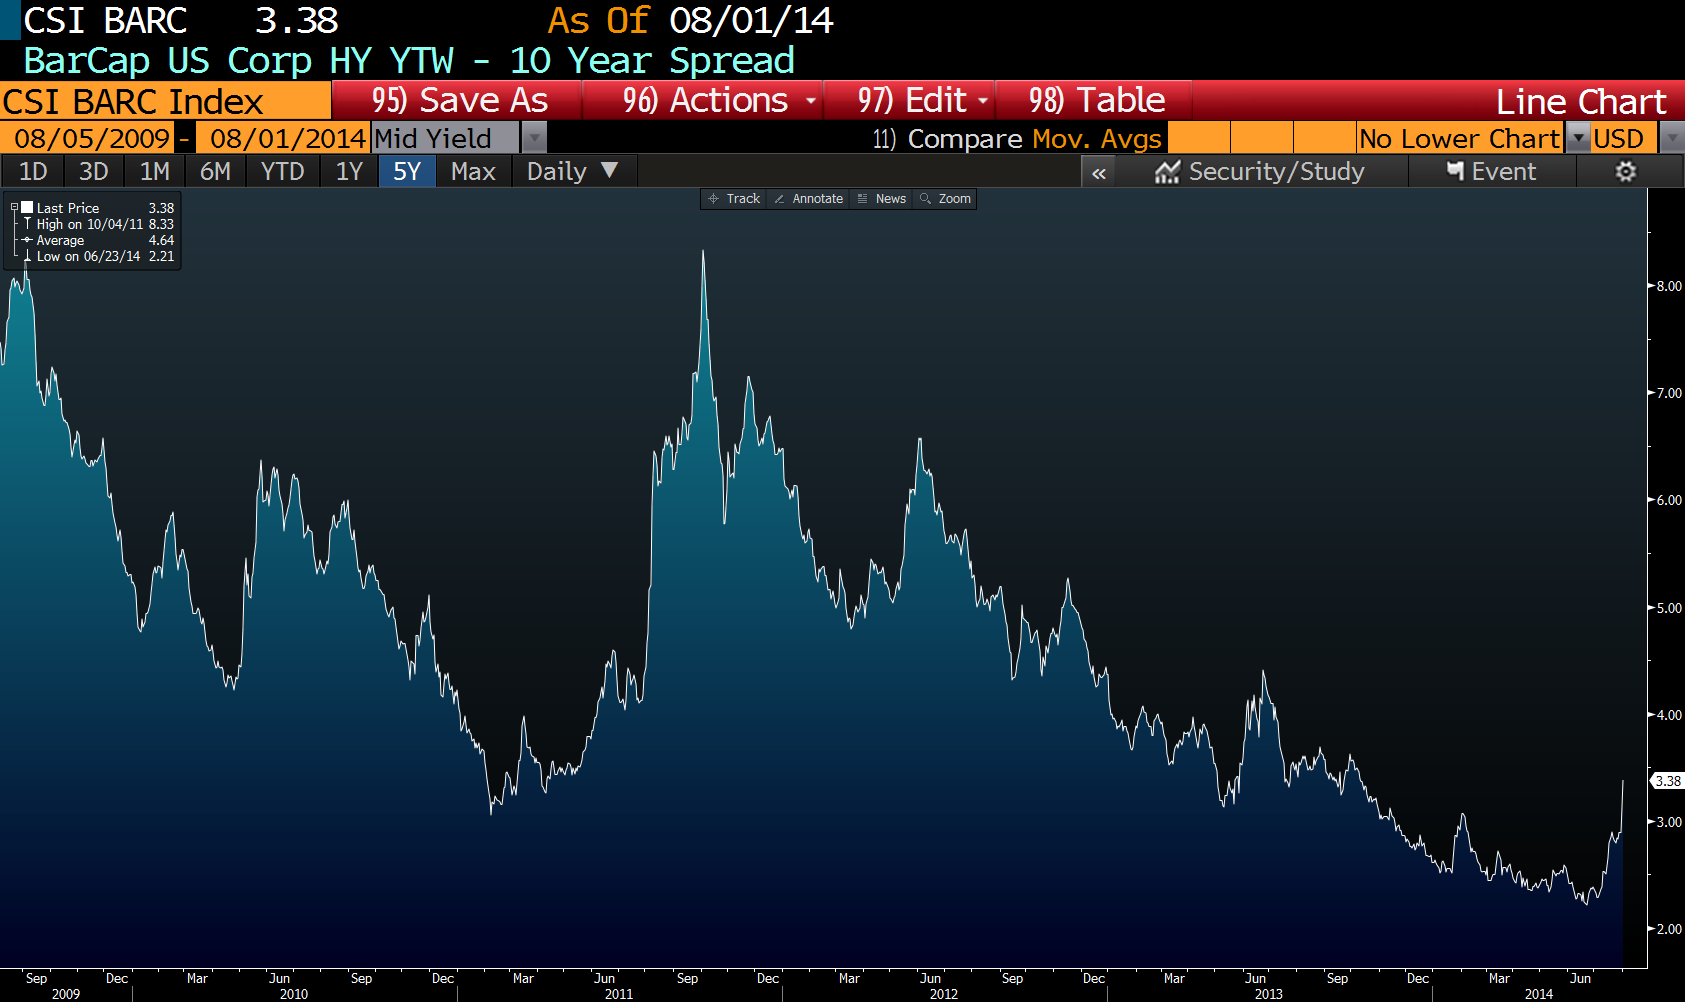 CSI BARC 3.38 As Of 08/01/14
BarCap US Corp HY YTW - 10 Year Spread
CSI BARC Index 95) Save As 96) Actions 97) Edit 98) Table Line Chart
08/05/2009 - 08/01/2014 Mid Yield 11) Compare Mov. Avgs No Lower Chart USD
1D 3D 1M 6M YTD 1Y 5Y Max Daily ▼ « Security/Study Event
Track Annotate News Zoom
Last Price 3.38
High on 10/04/11 8.33
Average 4.64
Low on 06/23/14 2.21
8.00
7.00
6.00
5.00
4.00
3.38
3.00
2.00
Sep Dec Mar Jun Sep Dec Mar Jun Sep Dec Mar Jun Sep Dec Mar Jun Sep Dec Mar Jun
2009 2010 2011 2012 2013 2014